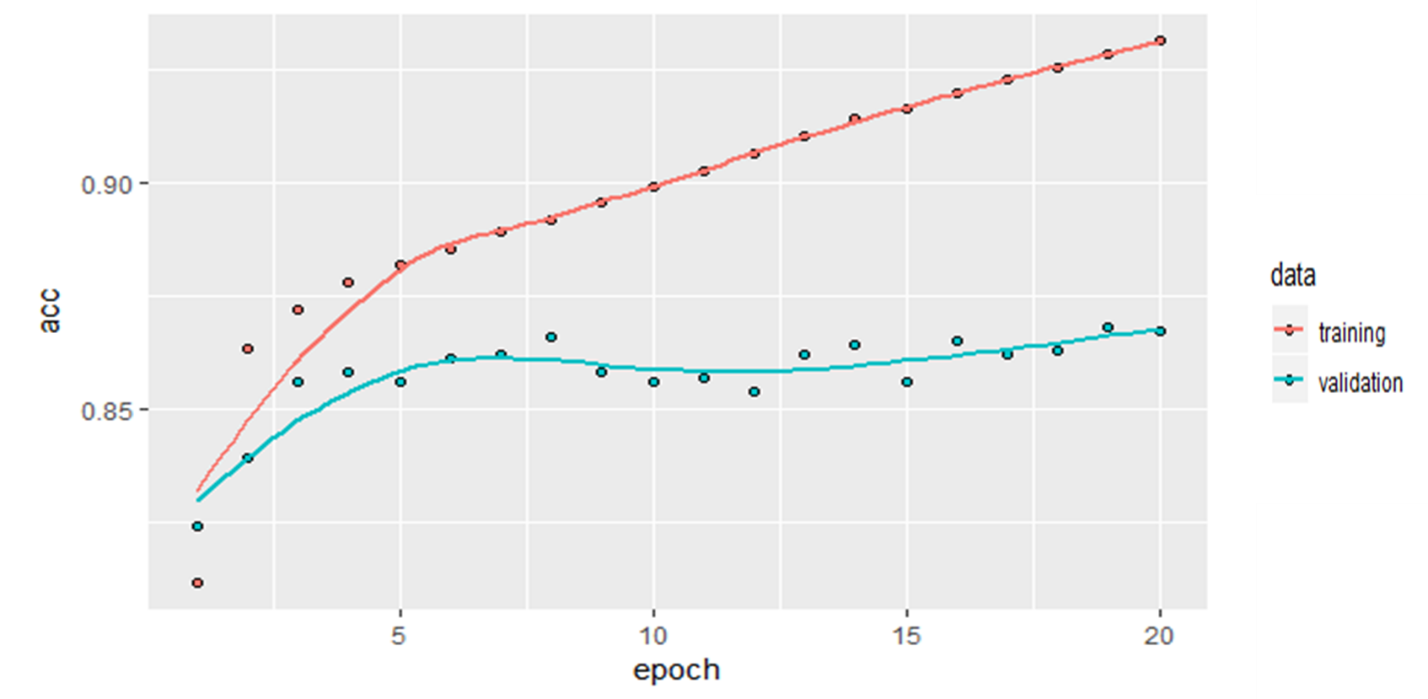 acc
0.90
0.85
5
10
15
20
epoch
data
training
validation